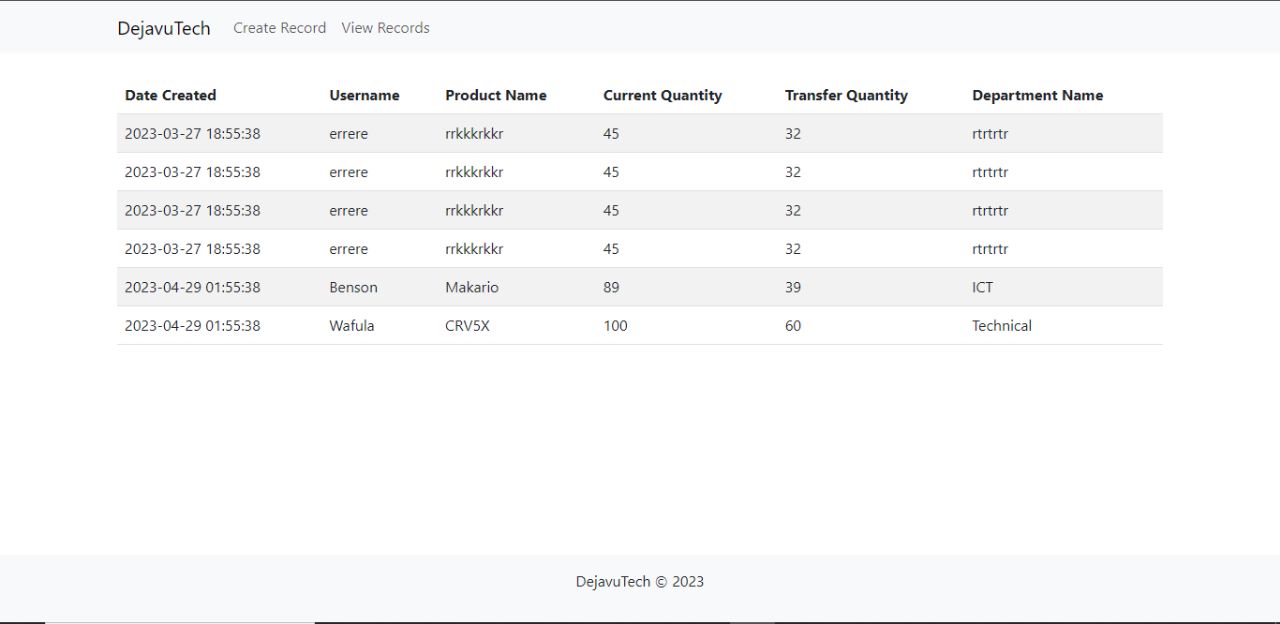 DejavuTech Create Record View Records
Date Created Username Product Name Current Quantity Transfer Quantity Department Name
2023-03-27 18:55:38 errere rrkkkrkkr 45 32 rtrtrtr
2023-03-27 18:55:38 errere rrkkkrkkr 45 32 rtrtrtr
2023-03-27 18:55:38 errere rrkkkrkkr 45 32 rtrtrtr
2023-03-27 18:55:38 errere rrkkkrkkr 45 32 rtrtrtr
2023-04-29 01:55:38 Benson Makario 89 39 ICT
2023-04-29 01:55:38 Wafula CRV5X 100 60 Technical
DejavuTech © 2023